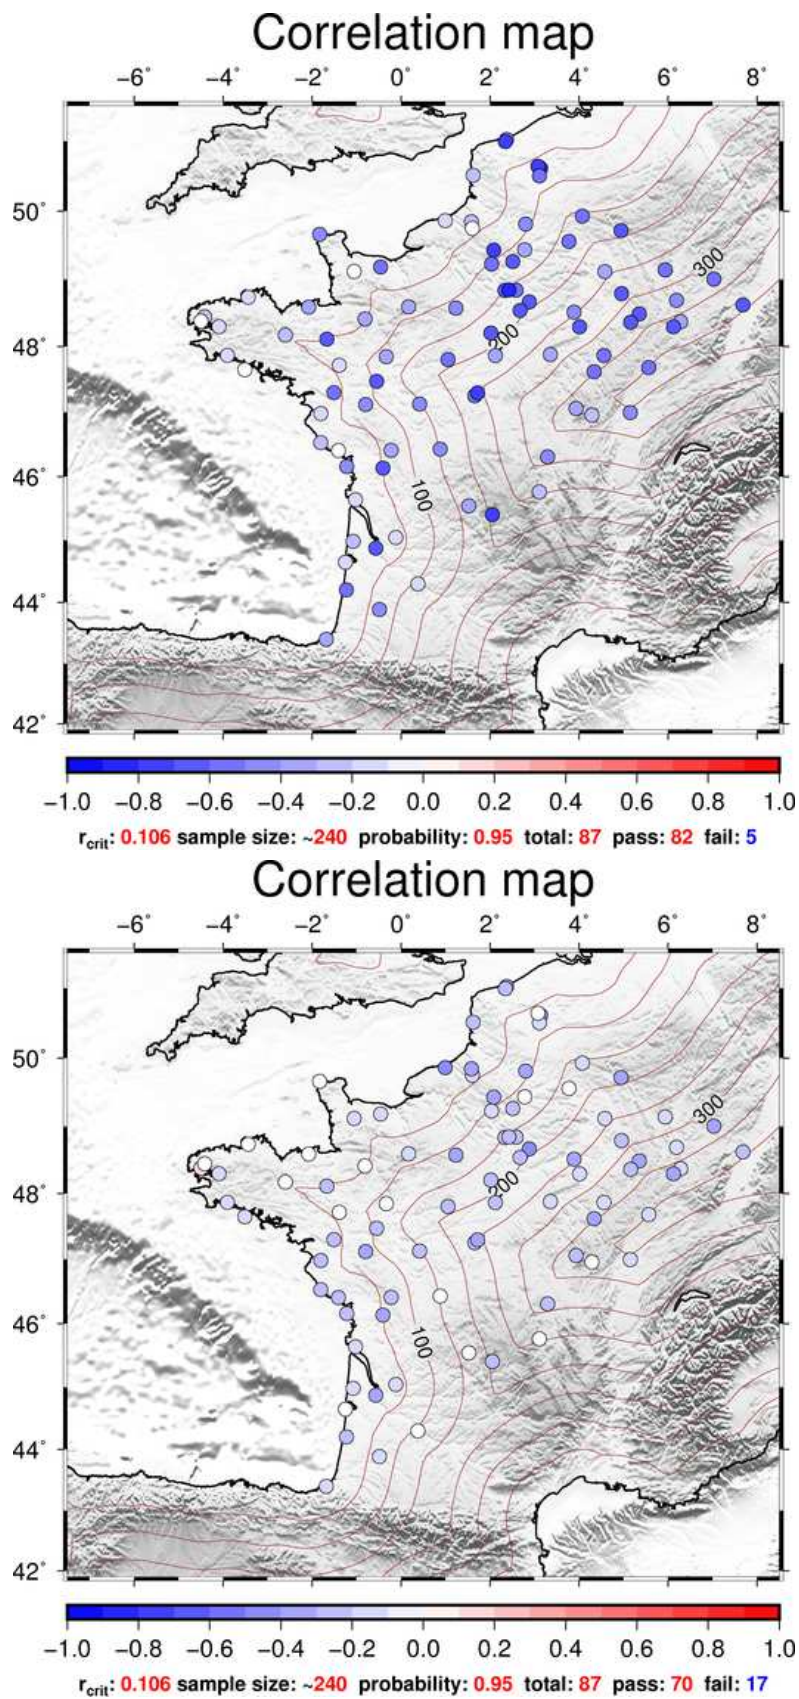 Correlation map
−6° −4° −2° 0° 2° 4° 6° 8°
50°
300
48°
200
46°
100
44°
42°
−1.0 −0.8 −0.6 −0.4 −0.2 0.0 0.2 0.4 0.6 0.8 1.0
rcrit: 0.106 sample size: ~240 probability: 0.95 total: 87 pass: 82 fail: 5
Correlation map
−6° −4° −2° 0° 2° 4° 6° 8°
50°
300
48°
200
46°
100
44°
42°
−1.0 −0.8 −0.6 −0.4 −0.2 0.0 0.2 0.4 0.6 0.8 1.0
rcrit: 0.106 sample size: ~240 probability: 0.95 total: 87 pass: 70 fail: 17